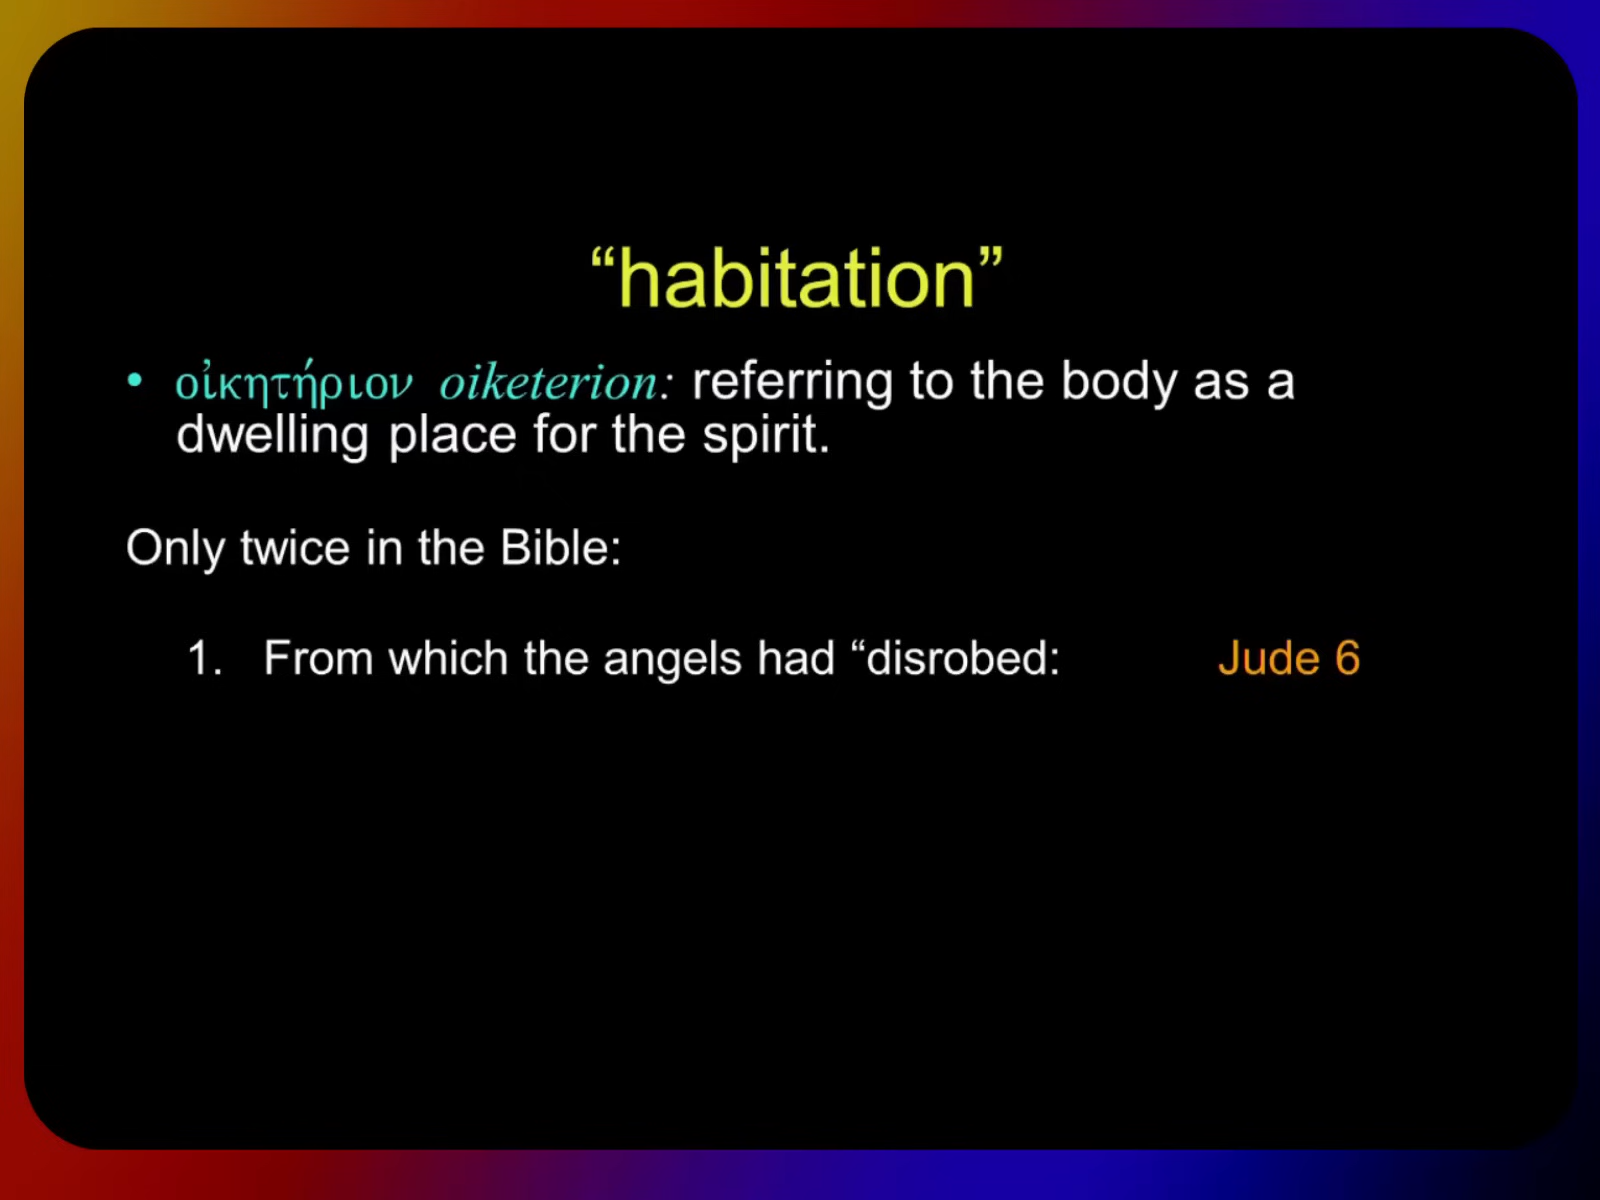 “habitation”
• οἰκητήριον oiketerion: referring to the body as a
dwelling place for the spirit.
Only twice in the Bible:
1. From which the angels had “disrobed: Jude 6